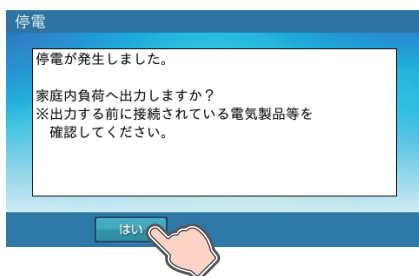 停電
停電が発生しました。
家庭内負荷へ出力しますか？
※出力する前に接続されている電気製品等を
確認してください。
はい